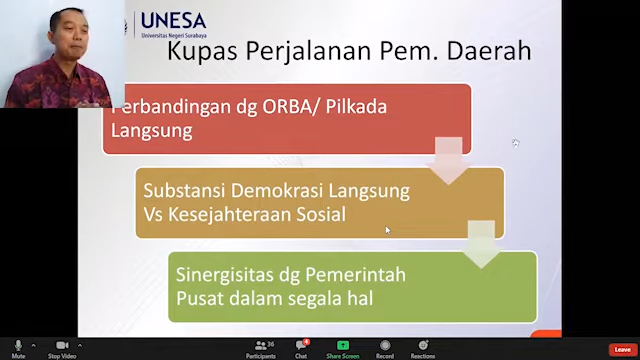 UNESA
Universitas Negeri Surabaya
Kupas Perjalanan Pem. Daerah
Perbandingan dg ORBA/ Pilkada
Langsung
Substansi Demokrasi Langsung
Vs Kesejahteraan Sosial
Sinergisitas dg Pemerintah
Pusat dalam segala hal
Mute
Stop Video
Participants
36
Chat
Share Screen
Record
Reactions
Leave